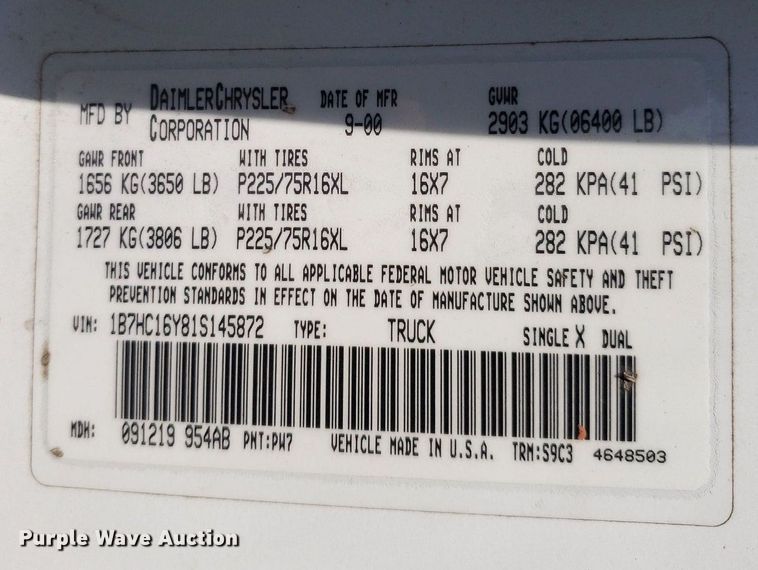 MFD BY DAIMLERCHRYSLER CORPORATION DATE OF MFR 9-00 GVWR 2903 KG(06400 LB)
GAWR FRONT WITH TIRES RIMS AT COLD
1656 KG(3650 LB) P225/75R16XL 16X7 282 KPA(41 PSI)
GAWR REAR WITH TIRES RIMS AT COLD
1727 KG(3806 LB) P225/75R16XL 16X7 282 KPA(41 PSI)
THIS VEHICLE CONFORMS TO ALL APPLICABLE FEDERAL MOTOR VEHICLE SAFETY AND THEFT
PREVENTION STANDARDS IN EFFECT ON THE DATE OF MANUFACTURE SHOWN ABOVE.
VIN: 1B7HC16Y81S145872 TYPE: TRUCK SINGLE X DUAL
MDH: 091219 954AB PNT:PW7 VEHICLE MADE IN U.S.A. TRM:S9C3 4648503
Purple Wave Auction